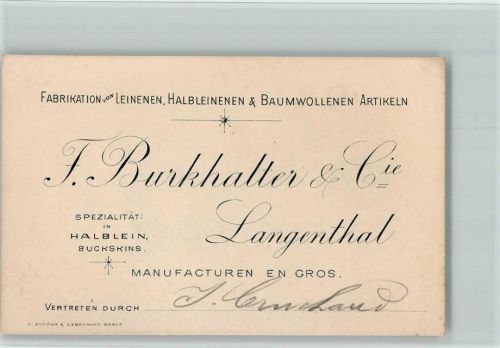 FABRIKATION VON LEINENEN, HALBLEINENEN & BAUMWOLLENEN ARTIKELN
F. Burkhalter & Cie
Langenthal
SPEZIALITÄT:
IN
HALBLEIN,
BUCKSKINS.
MANUFACTUREN EN GROS.
VERTRETEN DURCH